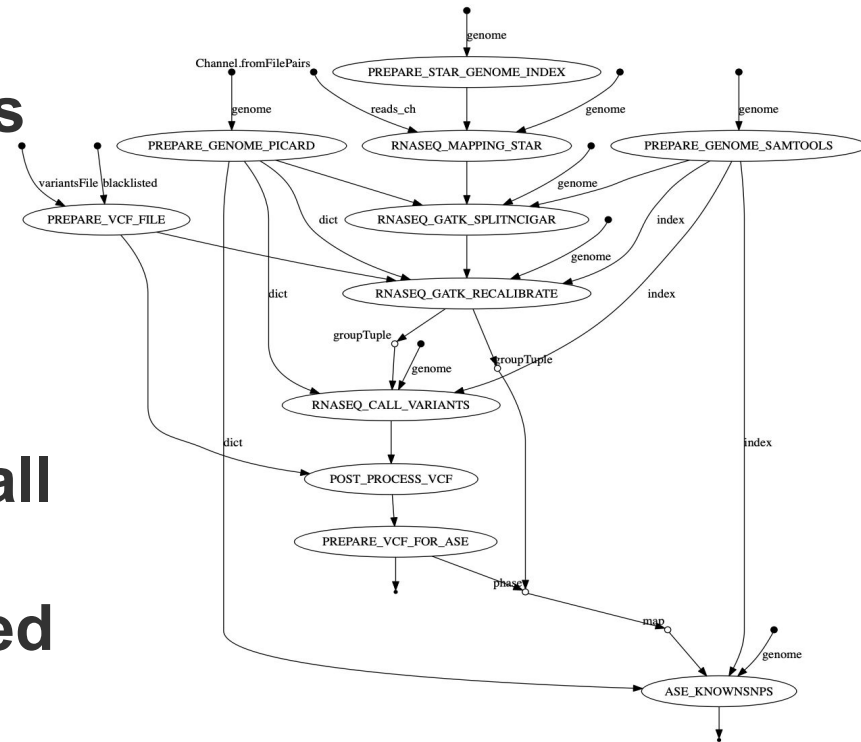 genome
Channel.fromFilePairs
PREPARE_STAR_GENOME_INDEX
genome
reads_ch
genome
genome
s
PREPARE_GENOME_PICARD
RNASEQ_MAPPING_STAR
PREPARE_GENOME_SAMTOOLS
variantsFile
blacklisted
genome
PREPARE_VCF_FILE
dict
RNASEQ_GATK_SPLITNCIGAR
index
genome
RNASEQ_GATK_RECALIBRATE
dict
index
groupTuple
groupTuple
genome
RNASEQ_CALL_VARIANTS
dict
index
all
POST_PROCESS_VCF
PREPARE_VCF_FOR_ASE
phase
map
ed
genome
ASE_KNOWNSNPS